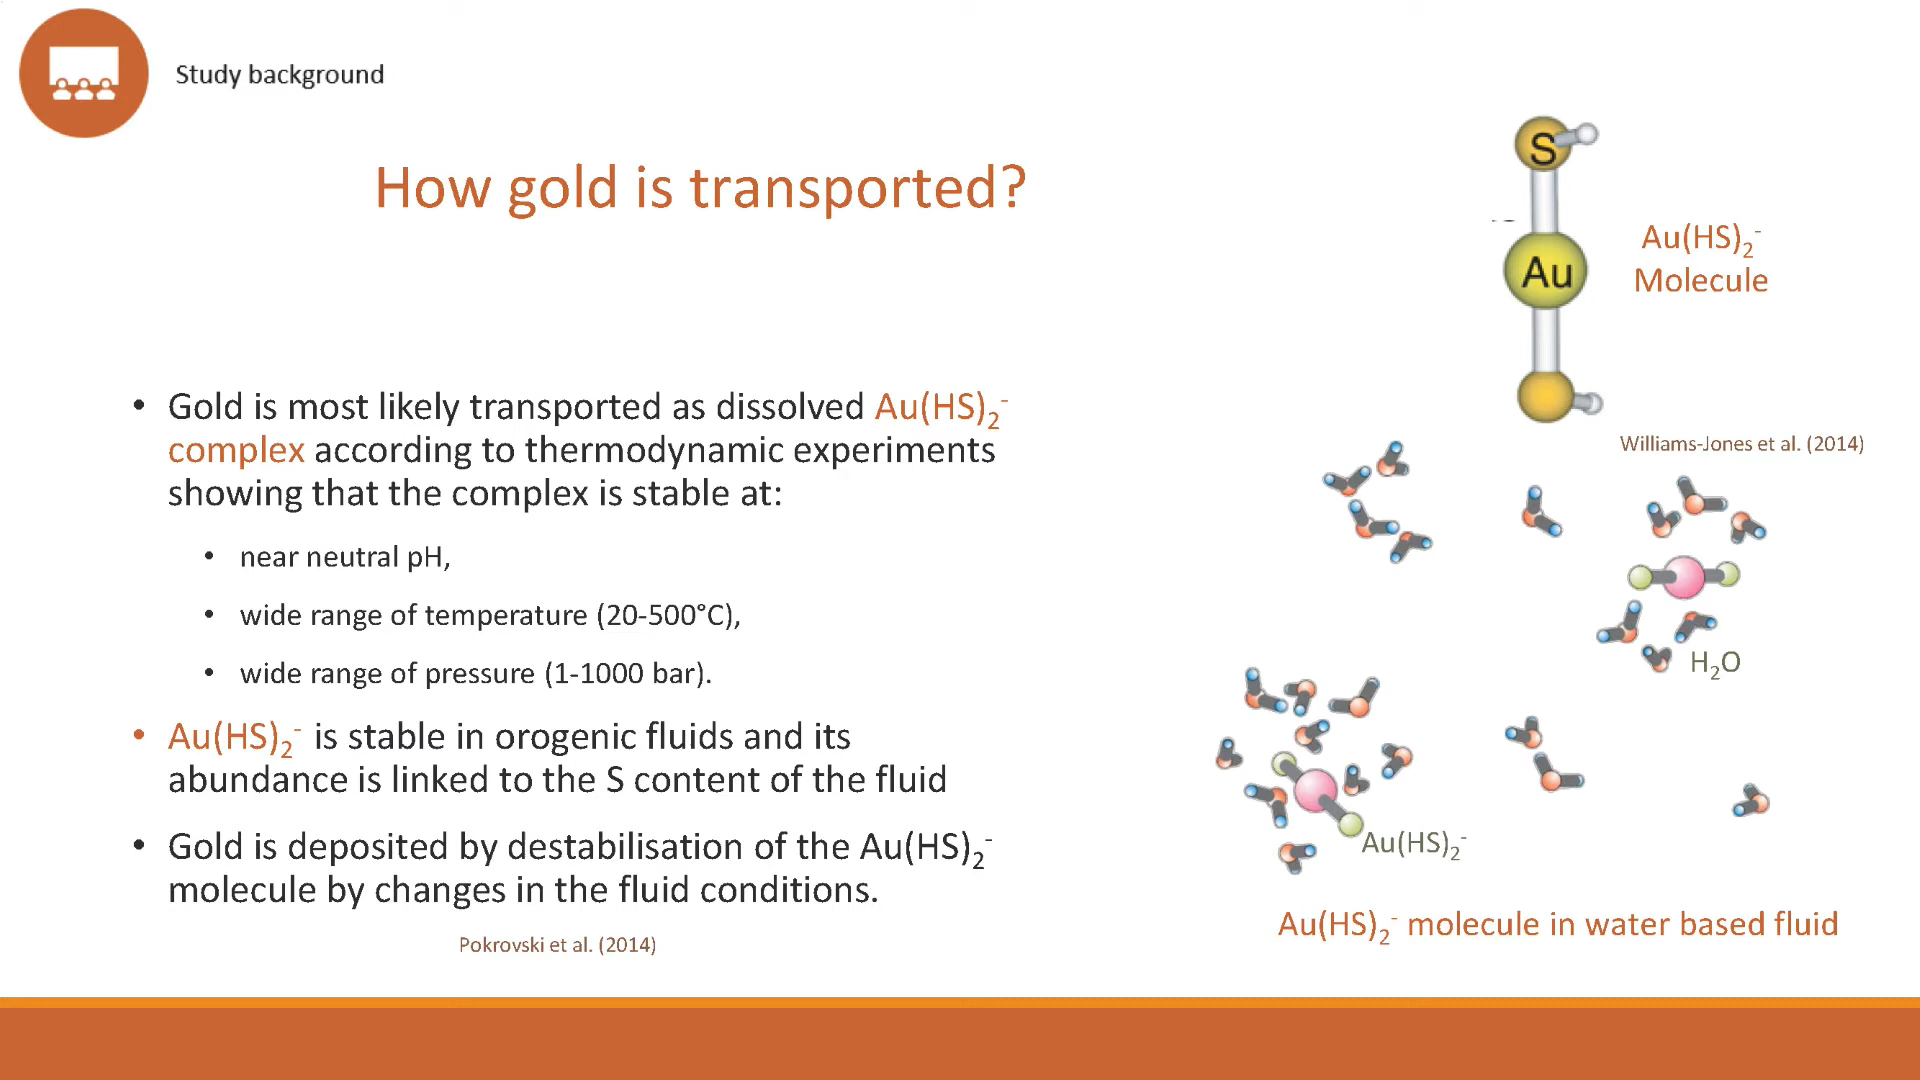 Study background
How gold is transported?
• Gold is most likely transported as dissolved Au(HS)₂⁻
complex according to thermodynamic experiments
showing that the complex is stable at:
• near neutral pH,
• wide range of temperature (20-500°C),
• wide range of pressure (1-1000 bar).
• Au(HS)₂⁻ is stable in orogenic fluids and its
abundance is linked to the S content of the fluid
• Gold is deposited by destabilisation of the Au(HS)₂⁻
molecule by changes in the fluid conditions.
Pokrovski et al. (2014)
S
Au
Au(HS)₂⁻
Molecule
Williams-Jones et al. (2014)
H₂O
Au(HS)₂⁻
Au(HS)₂⁻ molecule in water based fluid